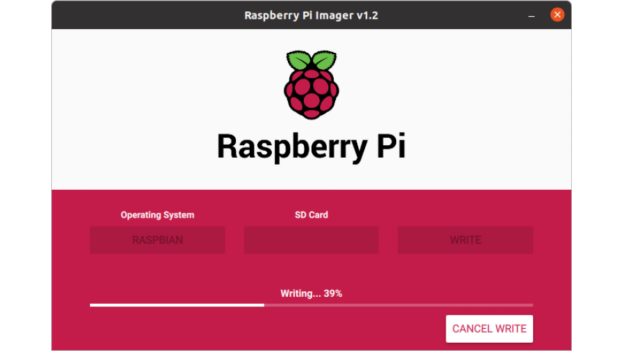 Raspberry Pi Imager v1.2
Raspberry Pi
Operating System
SD Card
RASPBIAN
WRITE
Writing... 39%
CANCEL WRITE